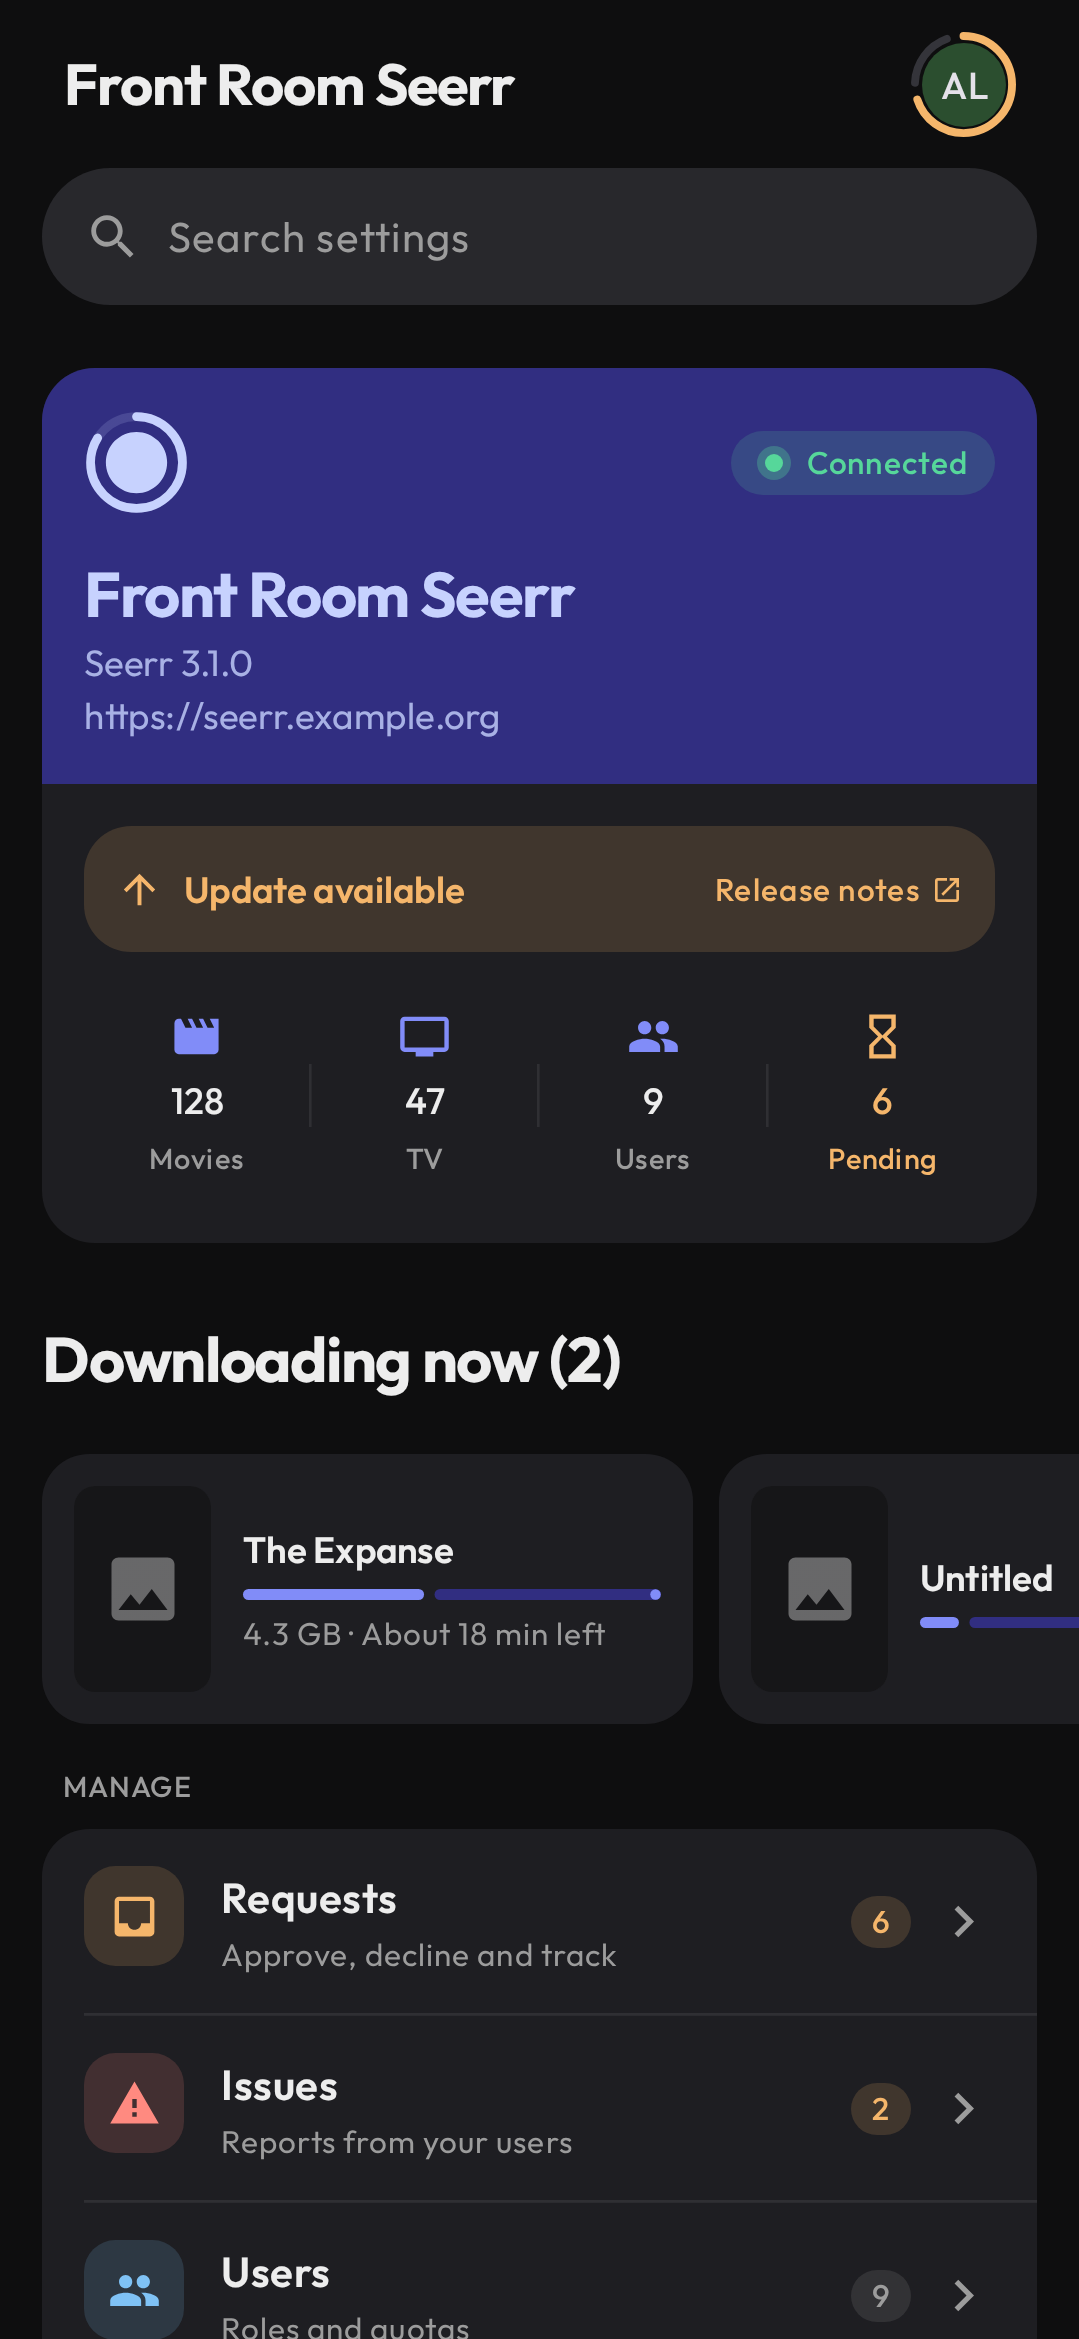 Front Room Seerr
AL
Search settings
Connected
Front Room Seerr
Seerr 3.1.0
https://seerr.example.org
Update available
Release notes
128
47
9
6
Movies
TV
Users
Pending
Downloading now (2)
The Expanse
4.3 GB · About 18 min left
Untitled
MANAGE
Requests
6
Approve, decline and track
Issues
2
Reports from your users
Users
9
Roles and quotas